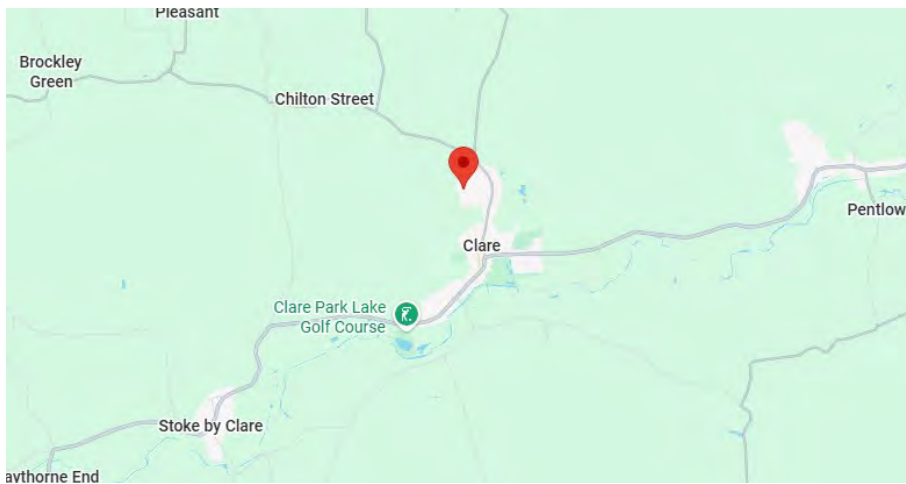 Pleasant
Brockley
Green
Chilton Street
Pentlow
Clare
Clare Park Lake
Golf Course
Stoke by Clare
aythorne End